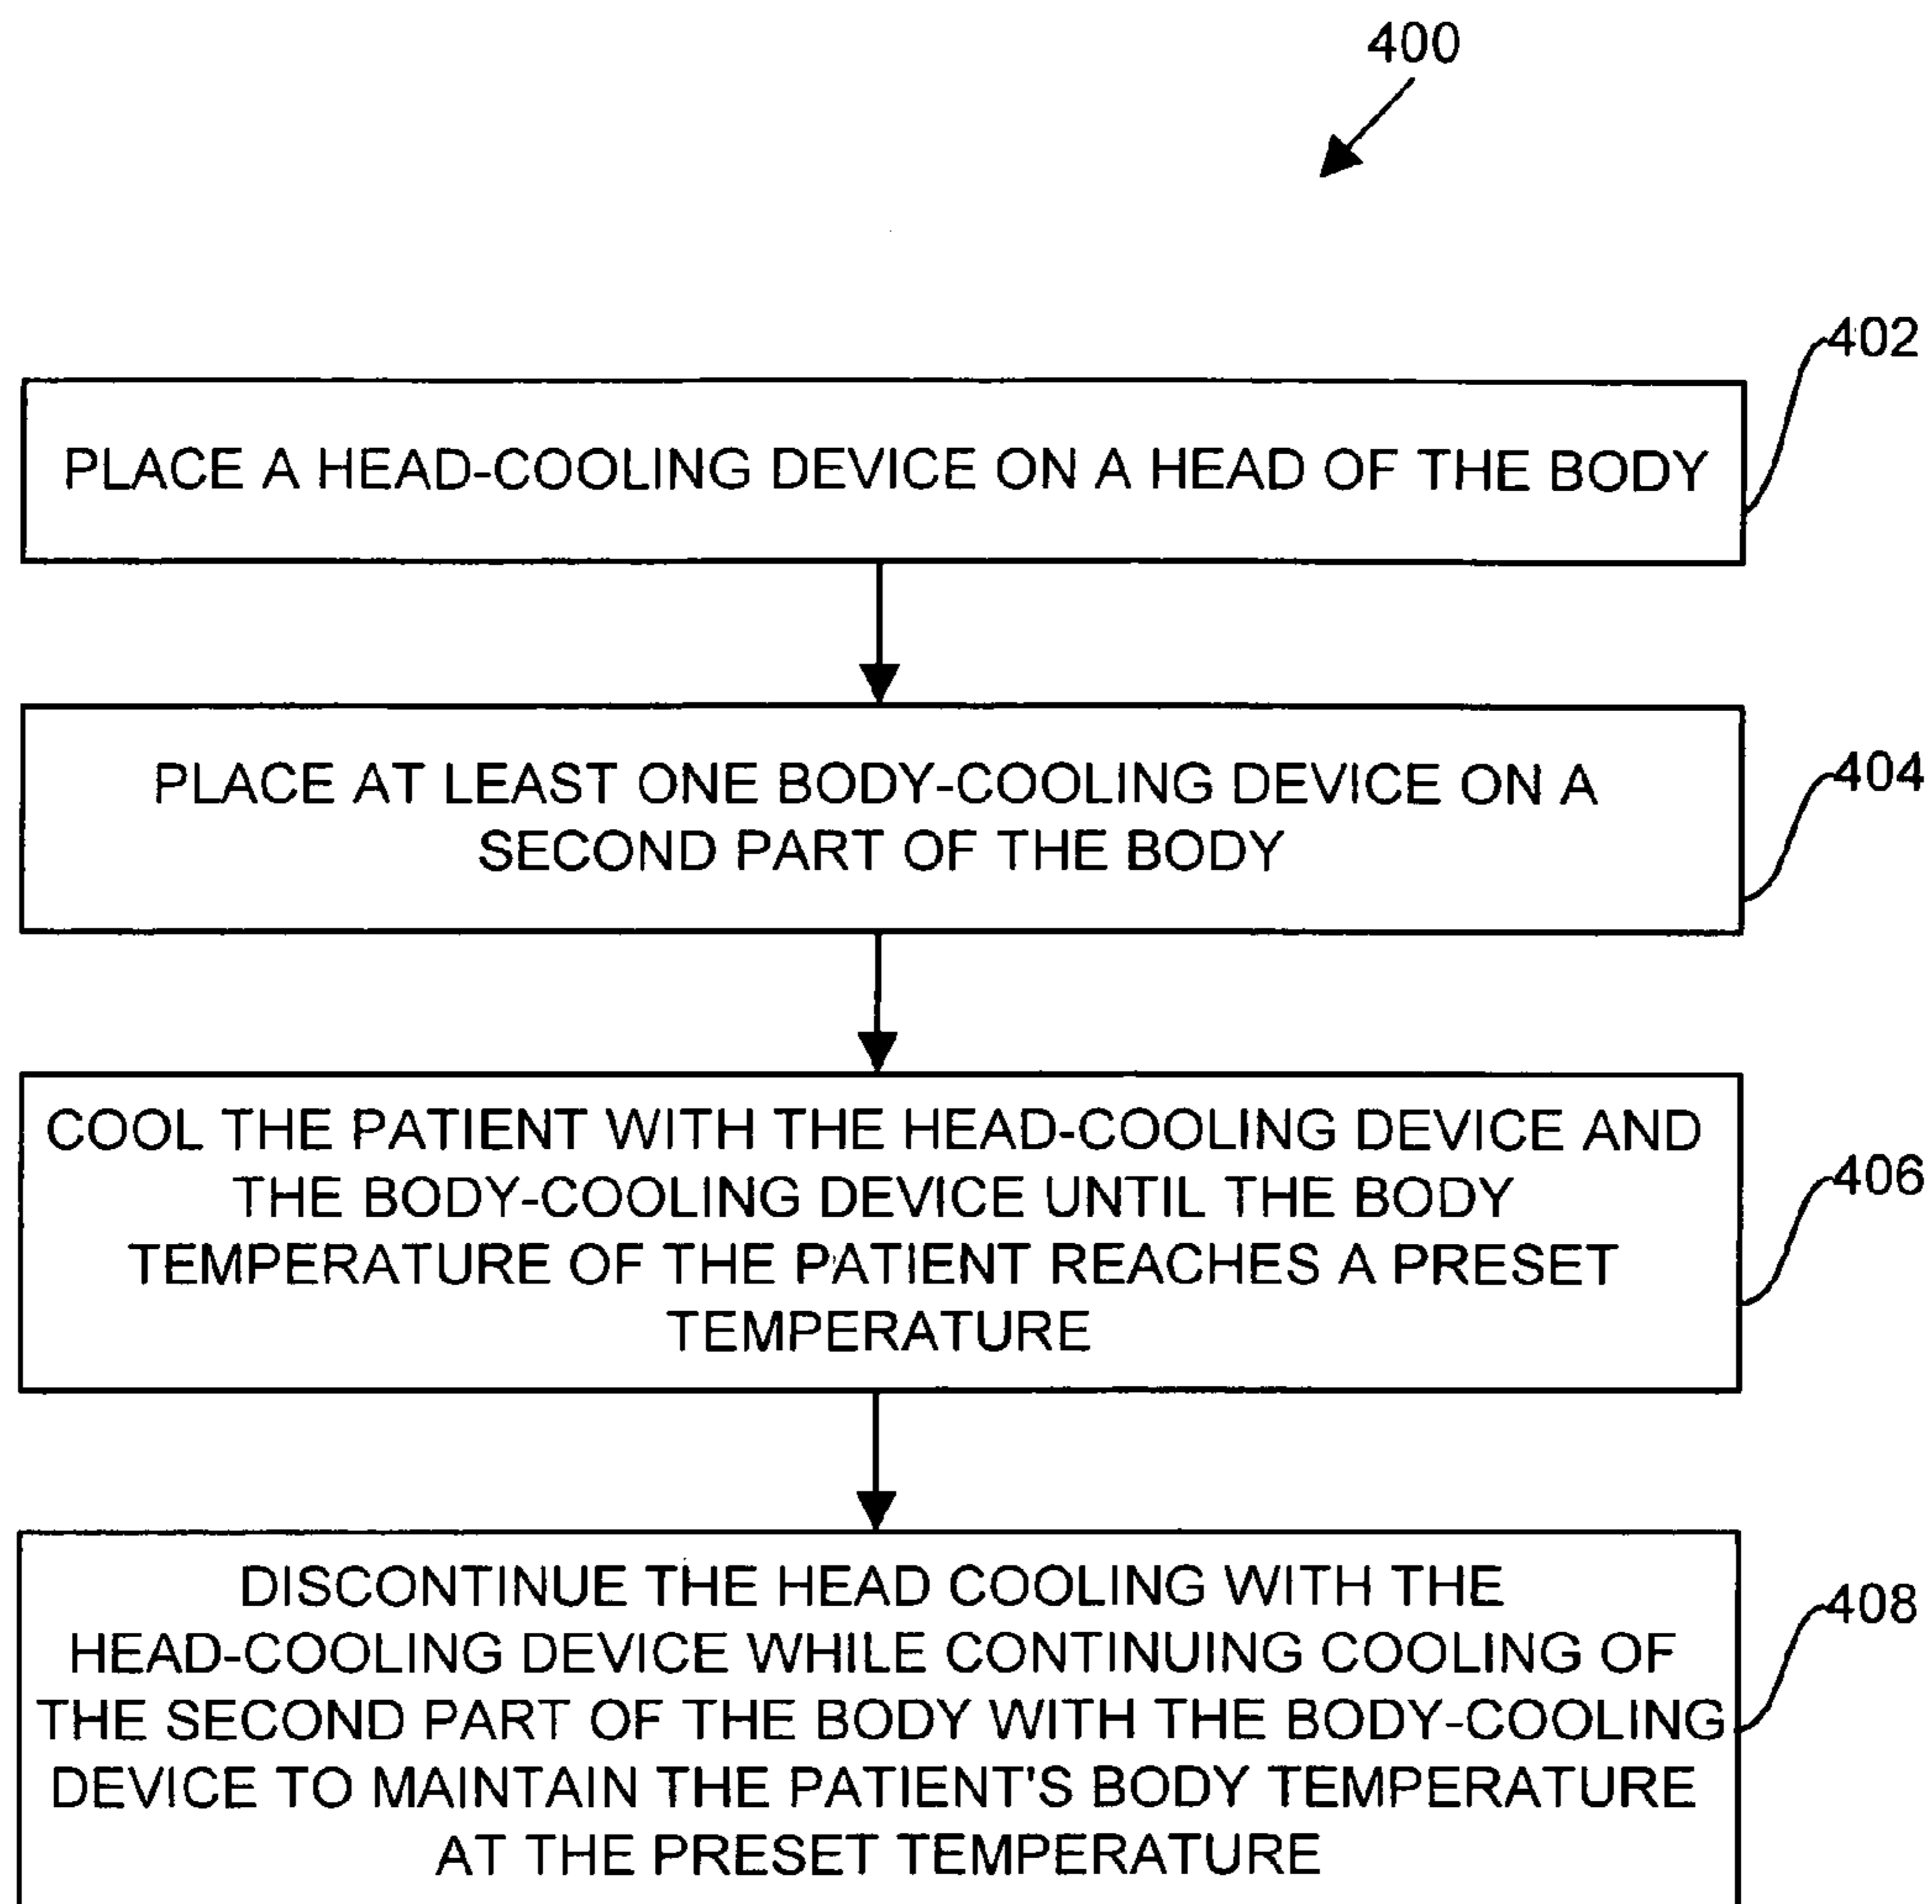 400
402
PLACE A HEAD-COOLING DEVICE ON A HEAD OF THE BODY
404
PLACE AT LEAST ONE BODY-COOLING DEVICE ON A
SECOND PART OF THE BODY
406
COOL THE PATIENT WITH THE HEAD-COOLING DEVICE AND
THE BODY-COOLING DEVICE UNTIL THE BODY
TEMPERATURE OF THE PATIENT REACHES A PRESET
TEMPERATURE
408
DISCONTINUE THE HEAD COOLING WITH THE
HEAD-COOLING DEVICE WHILE CONTINUING COOLING OF
THE SECOND PART OF THE BODY WITH THE BODY-COOLING
DEVICE TO MAINTAIN THE PATIENT'S BODY TEMPERATURE
AT THE PRESET TEMPERATURE